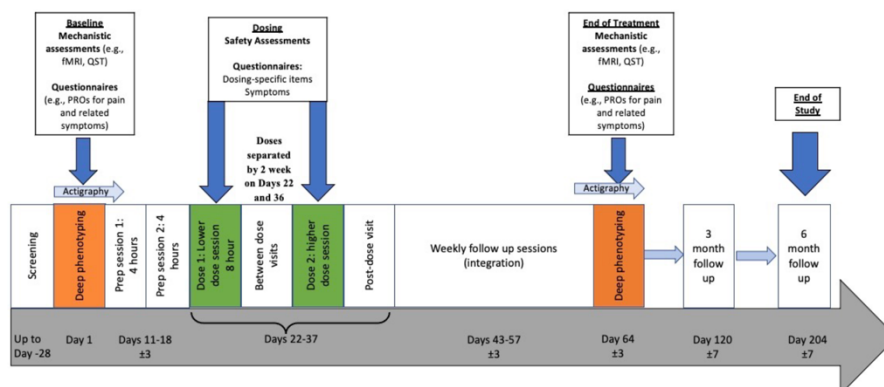 Baseline
Mechanistic
assessments (e.g.,
fMRI, QST)
Questionnaires
(e.g., PROs for pain
and related
symptoms)
Dosing
Safety Assessments
Questionnaires:
Dosing-specific items
Symptoms
End of Treatment
Mechanistic
assessments (e.g.,
fMRI, QST)
Questionnaires
(e.g., PROs for pain
and related
symptoms)
End of
Study
Actigraphy
Doses
separated
by 2 week
on Days 22
and 36
Actigraphy
Screening
Deep phenotyping
Prep session 1:
4 hours
Prep session 2: 4
hours
Dose 1: Lower
dose session
8 hour
Between dose
visits
Dose 2: higher
dose session
Post-dose visit
Weekly follow up sessions
(integration)
Deep phenotyping
3
month
follow
up
6
month
follow
up
Up to
Day -28
Day 1
Days 11-18
±3
Days 22-37
Days 43-57
±3
Day 64
±3
Day 120
±7
Day 204
±7